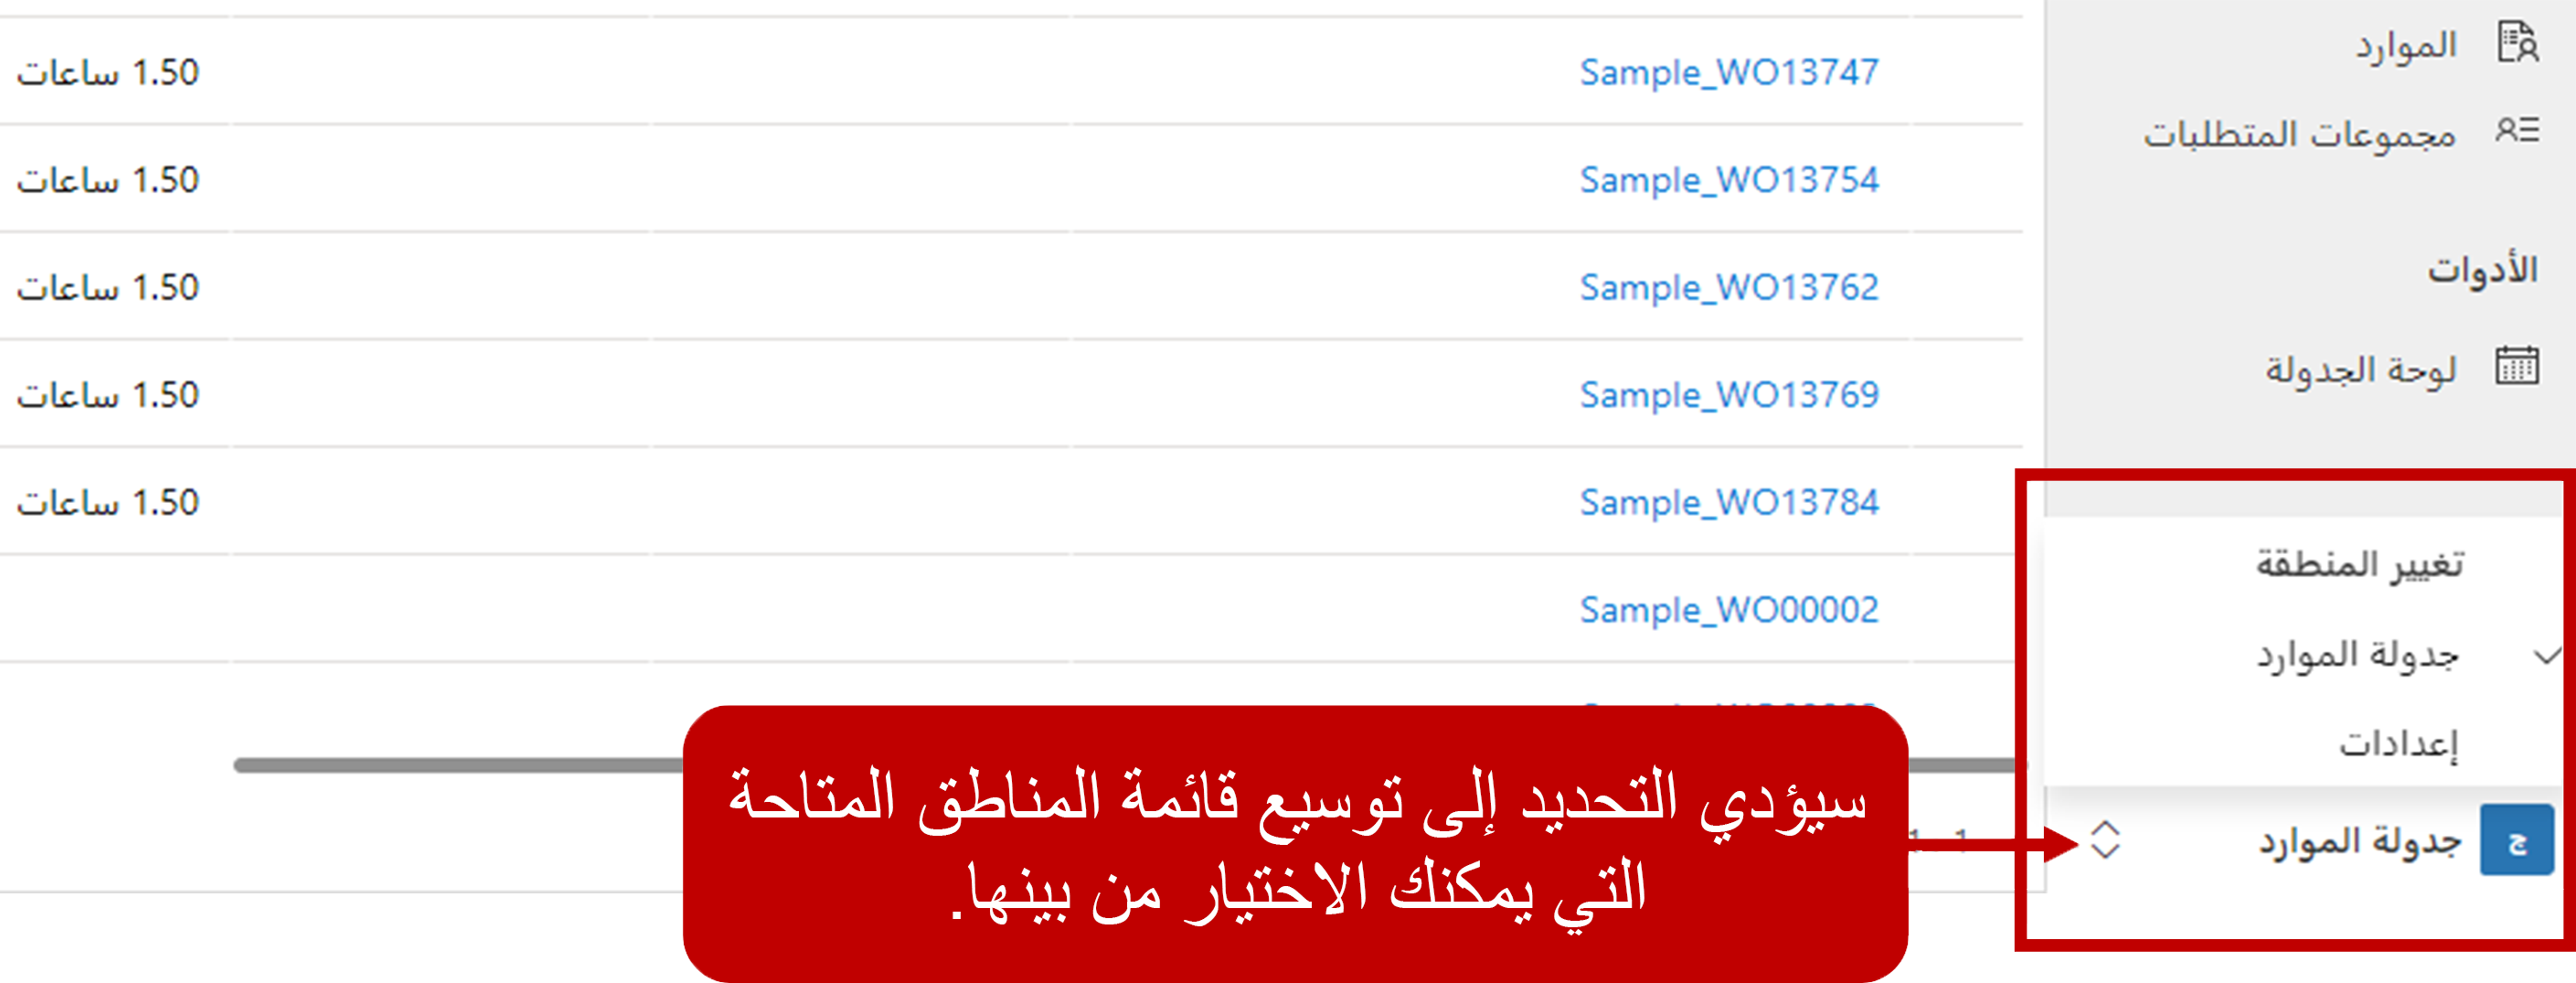 الموارد
مجموعات المتطلبات
الأدوات
لوحة الجدولة
تغيير المنطقة
جدولة الموارد
إعدادات
ج جدولة الموارد
Sample_WO13747 1.50 ساعات
Sample_WO13754 1.50 ساعات
Sample_WO13762 1.50 ساعات
Sample_WO13769 1.50 ساعات
Sample_WO13784 1.50 ساعات
Sample_WO00002
سيؤدي التحديد إلى توسيع قائمة المناطق المتاحة
التي يمكنك الاختيار من بينها.